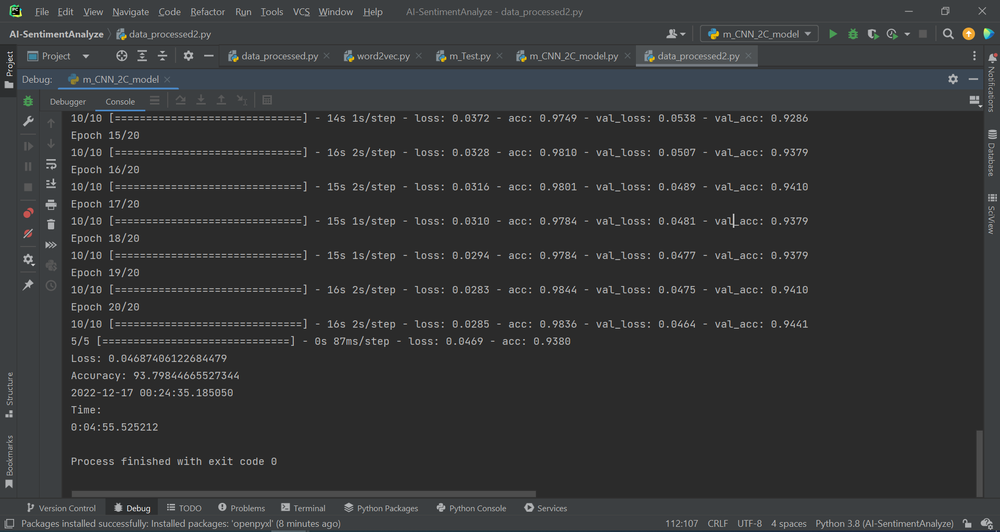 PC File Edit View Navigate Code Refactor Run Tools VCS Window Help AI-SentimentAnalyze - data_processed2.py
AI-SentimentAnalyze data_processed2.py m_CNN_2C_model
Project data_processed.py word2vec.py m_Test.py m_CNN_2C_model.py data_processed2.py
Project
Debug: m_CNN_2C_model
Notifications
Debugger Console
10/10 [==============================] - 14s 1s/step - loss: 0.0372 - acc: 0.9749 - val_loss: 0.0538 - val_acc: 0.9286
Epoch 15/20
10/10 [==============================] - 16s 2s/step - loss: 0.0328 - acc: 0.9810 - val_loss: 0.0507 - val_acc: 0.9379
Database
Epoch 16/20
10/10 [==============================] - 15s 2s/step - loss: 0.0316 - acc: 0.9801 - val_loss: 0.0489 - val_acc: 0.9410
Epoch 17/20
10/10 [==============================] - 15s 1s/step - loss: 0.0310 - acc: 0.9784 - val_loss: 0.0481 - val_acc: 0.9379
SciView
Epoch 18/20
10/10 [==============================] - 15s 1s/step - loss: 0.0294 - acc: 0.9784 - val_loss: 0.0477 - val_acc: 0.9379
Epoch 19/20
10/10 [==============================] - 16s 2s/step - loss: 0.0283 - acc: 0.9844 - val_loss: 0.0475 - val_acc: 0.9410
Epoch 20/20
10/10 [==============================] - 16s 2s/step - loss: 0.0285 - acc: 0.9836 - val_loss: 0.0464 - val_acc: 0.9441
5/5 [==============================] - 0s 87ms/step - loss: 0.0469 - acc: 0.9380
Loss: 0.04687406122684479
Accuracy: 93.79844665527344
2022-12-17 00:24:35.185050
Structure
Time:
0:04:55.525212
Bookmarks
Process finished with exit code 0
Version Control Debug TODO Problems Terminal Python Packages Python Console Services
Packages installed successfully: Installed packages: 'openpyxl' (8 minutes ago) 112:107 CRLF UTF-8 4 spaces Python 3.8 (AI-SentimentAnalyze)